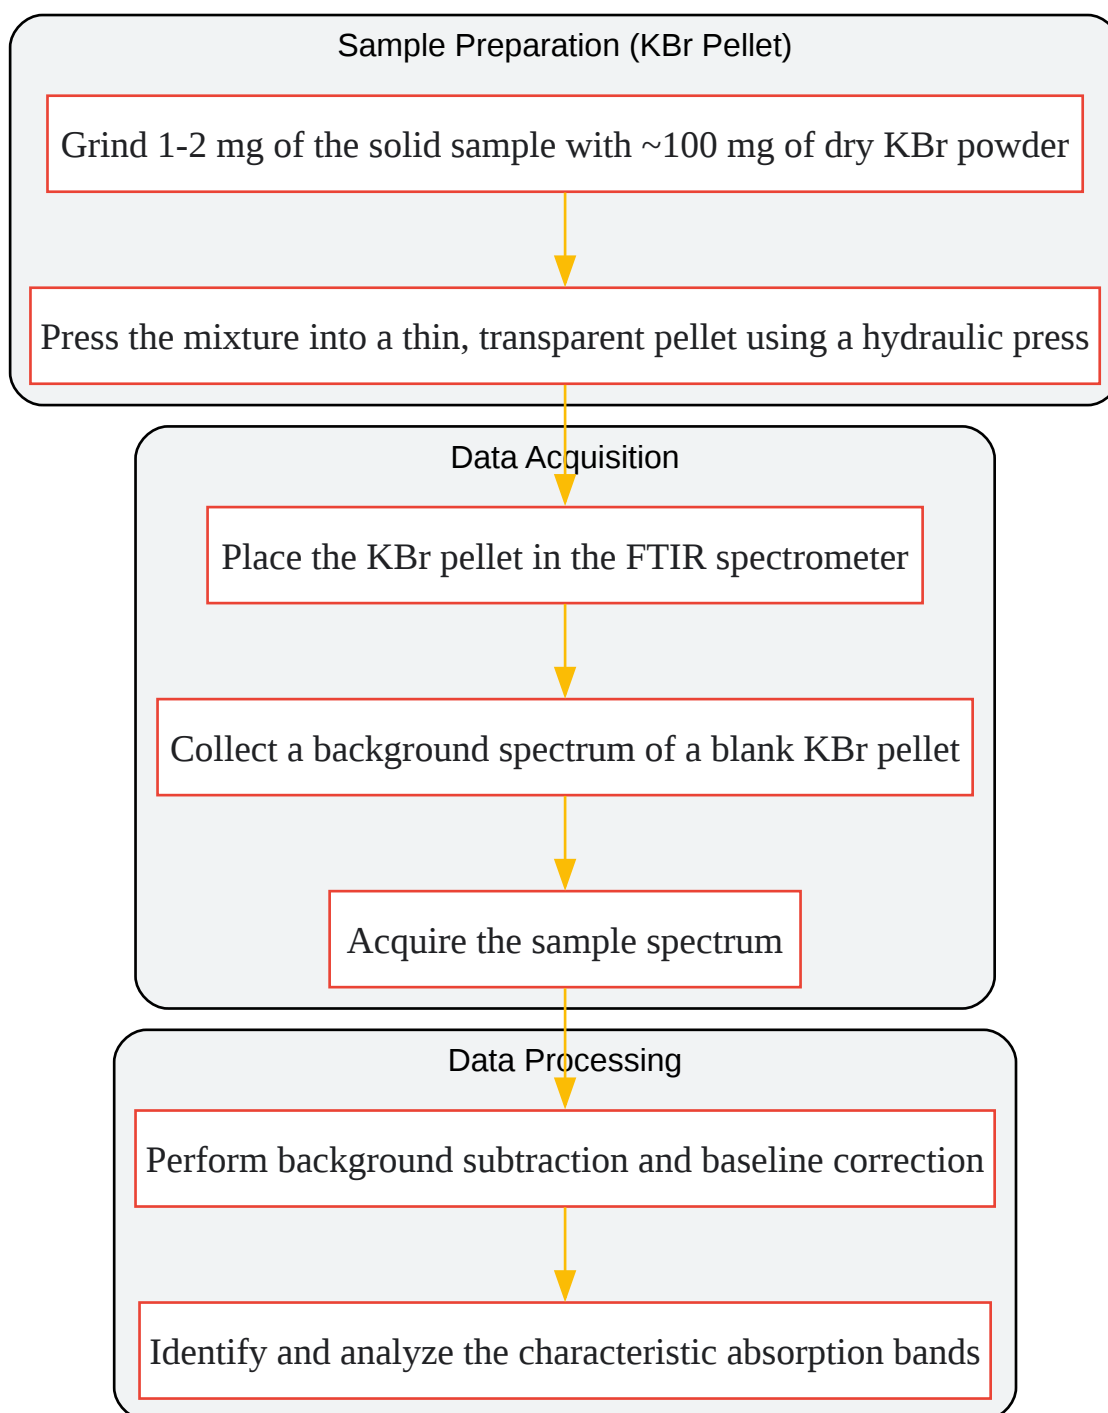 Sample Preparation (KBr Pellet)
Grind 1-2 mg of the solid sample with ~100 mg of dry KBr powder
Press the mixture into a thin, transparent pellet using a hydraulic press
Data Acquisition
Place the KBr pellet in the FTIR spectrometer
Collect a background spectrum of a blank KBr pellet
Acquire the sample spectrum
Data Processing
Perform background subtraction and baseline correction
Identify and analyze the characteristic absorption bands